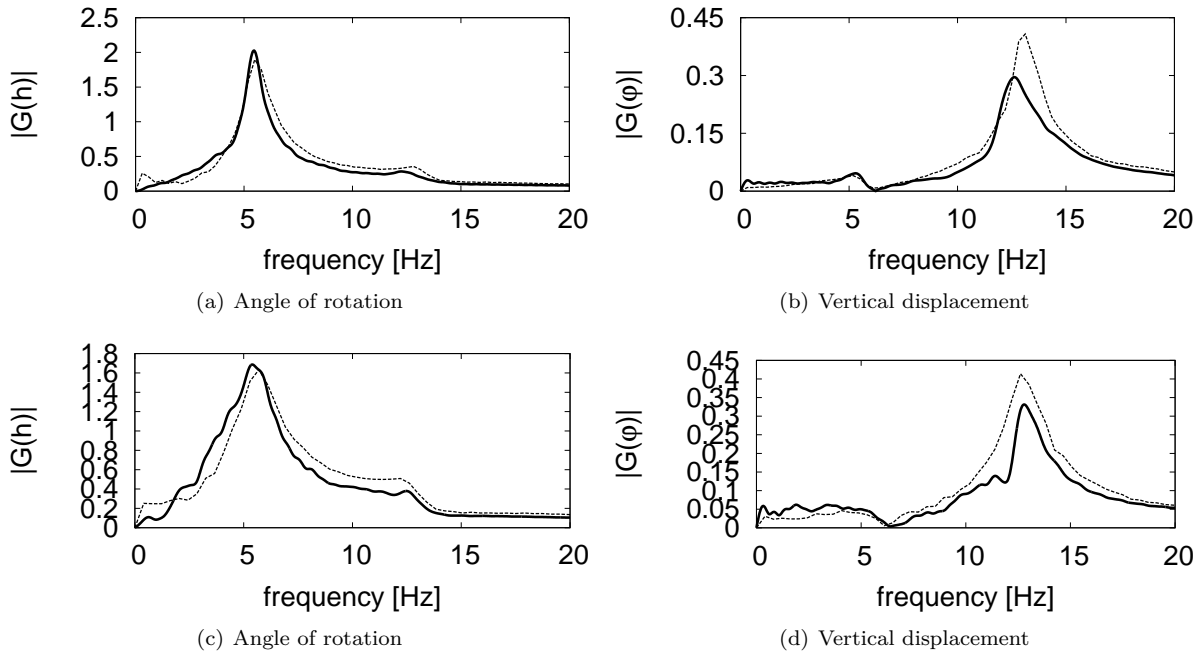 2.5
2
1.5
1
0.5
0
|G(h)|
0 5 10 15 20
frequency [Hz]
(a) Angle of rotation
0.45
0.3
0.15
0
|G(φ)|
0 5 10 15 20
frequency [Hz]
(b) Vertical displacement
1.8
1.6
1.4
1.2
1
0.8
0.6
0.4
0.2
0
|G(h)|
0 5 10 15 20
frequency [Hz]
(c) Angle of rotation
0.45
0.4
0.35
0.3
0.25
0.2
0.15
0.1
0.05
0
|G(φ)|
0 5 10 15 20
frequency [Hz]
(d) Vertical displacement